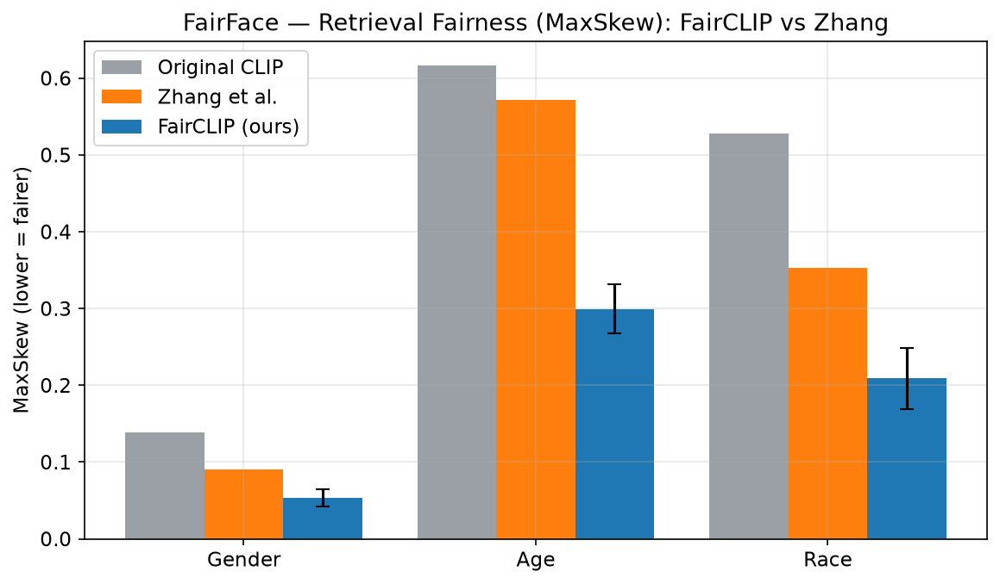 FairFace — Retrieval Fairness (MaxSkew): FairCLIP vs Zhang
Original CLIP
Zhang et al.
FairCLIP (ours)
MaxSkew (lower = fairer)
0.6
0.5
0.4
0.3
0.2
0.1
0.0
Gender Age Race